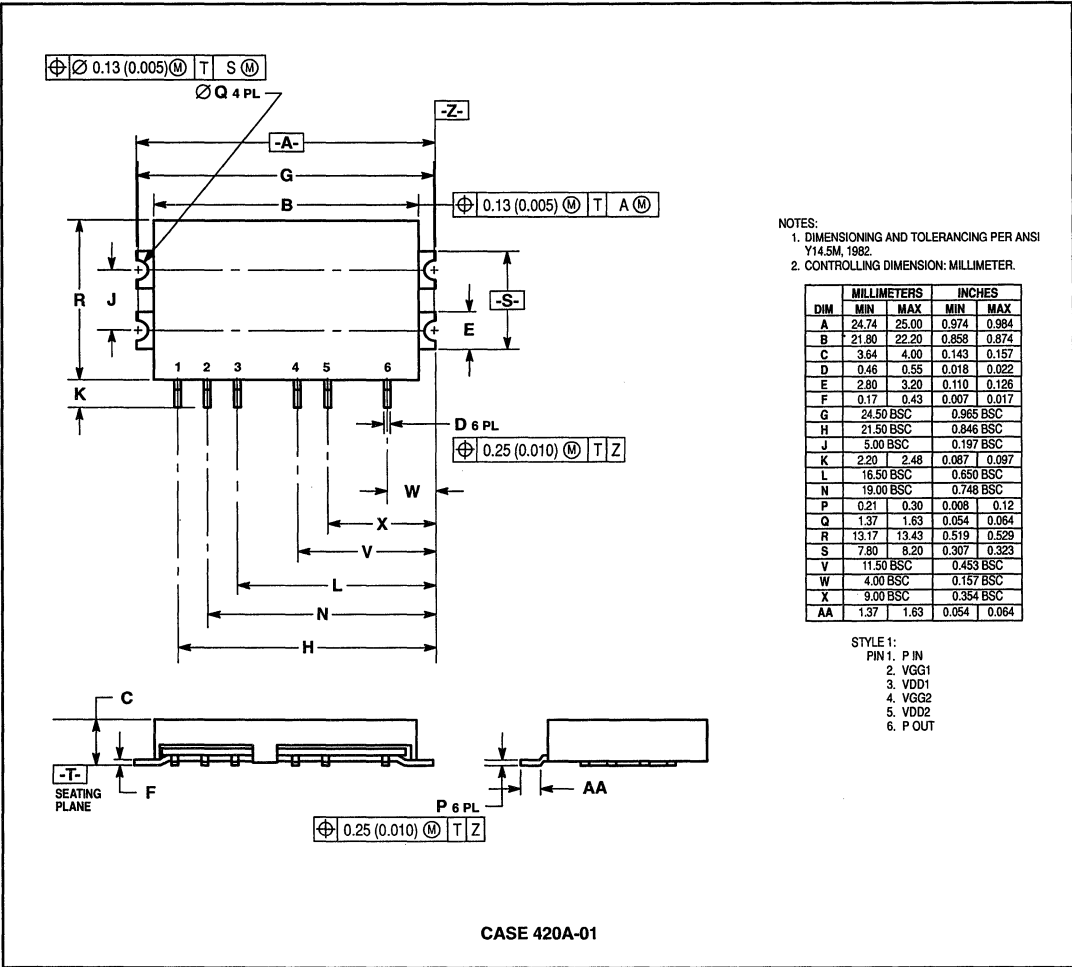 ⌖ ⌀ 0.13 (0.005) Ⓜ T S Ⓜ
⌀ Q 4 PL
-Z-
-A-
G
B
⌖ 0.13 (0.005) Ⓜ T A Ⓜ
R
J
-S-
E
1 2 3 4 5 6
K
D 6 PL
⌖ 0.25 (0.010) Ⓜ T Z
W
X
V
L
N
H
C
-T-
SEATING
PLANE
F
P 6 PL
AA
⌖ 0.25 (0.010) Ⓜ T Z
NOTES:
1. DIMENSIONING AND TOLERANCING PER ANSI
Y14.5M, 1982.
2. CONTROLLING DIMENSION: MILLIMETER.
MILLIMETERS INCHES
DIM MIN MAX MIN MAX
A 24.74 25.00 0.974 0.984
B 21.80 22.20 0.858 0.874
C 3.64 4.00 0.143 0.157
D 0.46 0.55 0.018 0.022
E 2.80 3.20 0.110 0.126
F 0.17 0.43 0.007 0.017
G 24.50 BSC 0.965 BSC
H 21.50 BSC 0.846 BSC
J 5.00 BSC 0.197 BSC
K 2.20 2.48 0.087 0.097
L 16.50 BSC 0.650 BSC
N 19.00 BSC 0.748 BSC
P 0.21 0.30 0.008 0.12
Q 1.37 1.63 0.054 0.064
R 13.17 13.43 0.519 0.529
S 7.80 8.20 0.307 0.323
V 11.50 BSC 0.453 BSC
W 4.00 BSC 0.157 BSC
X 9.00 BSC 0.354 BSC
AA 1.37 1.63 0.054 0.064
STYLE 1:
PIN 1. P IN
2. VGG1
3. VDD1
4. VGG2
5. VDD2
6. P OUT
CASE 420A-01